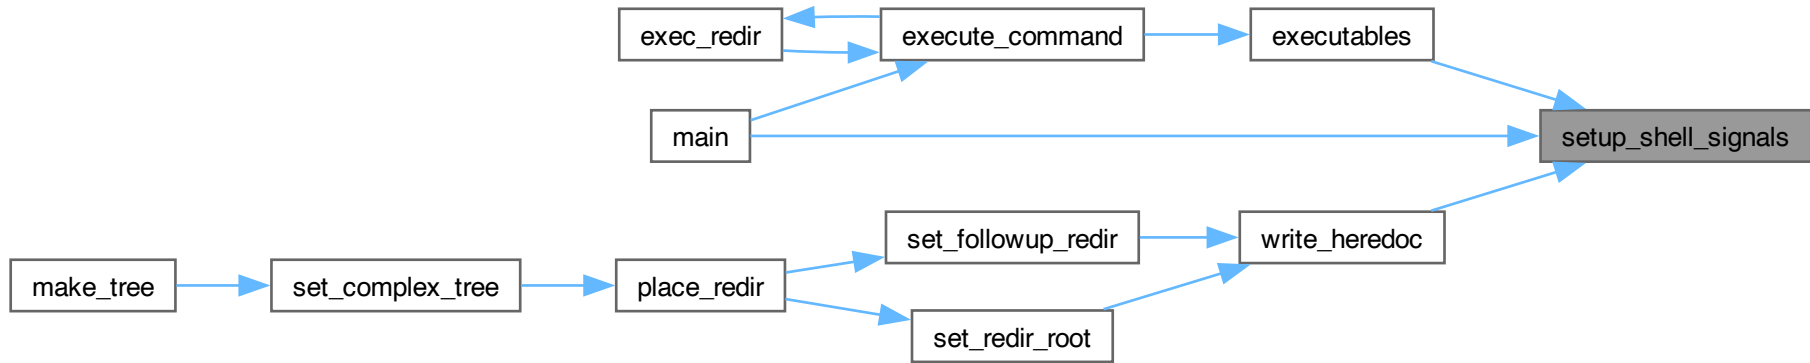 exec_redir
execute_command
executables
main
setup_shell_signals
set_followup_redir
write_heredoc
make_tree
set_complex_tree
place_redir
set_redir_root